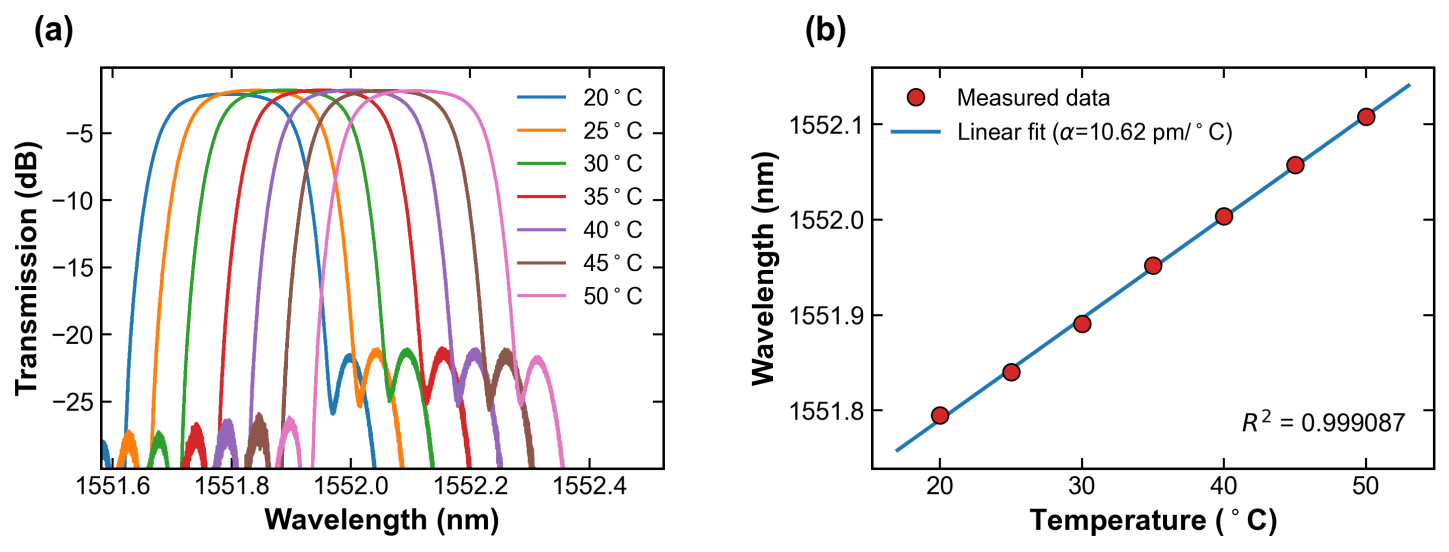 (a)
Transmission (dB)
−5
−10
−15
−20
−25
1551.6 1551.8 1552.0 1552.2 1552.4
Wavelength (nm)
20°C
25°C
30°C
35°C
40°C
45°C
50°C
(b)
Wavelength (nm)
1552.1
1552.0
1551.9
1551.8
20 30 40 50
Temperature (°C)
Measured data
Linear fit (α=10.62 pm/°C)
R² = 0.999087